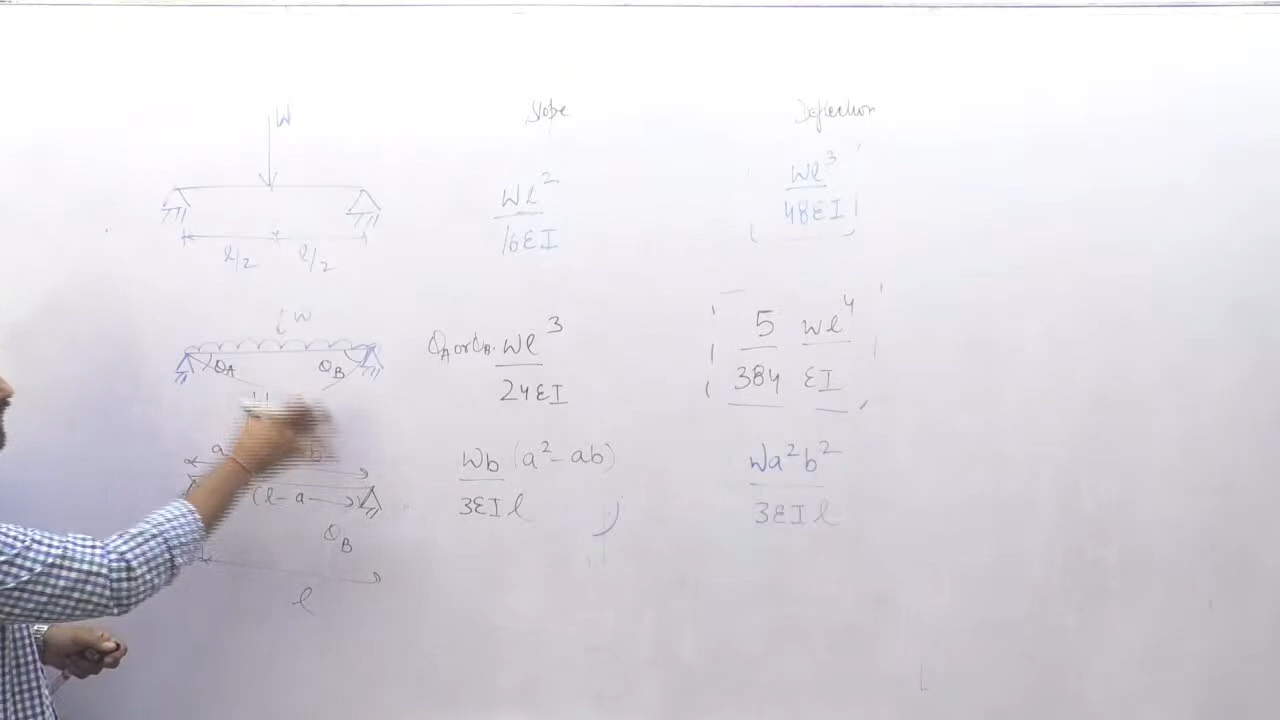 Slope Deflection
W
Wl²/16EI Wl³/48EI
l/2 l/2
w
θA θB θA or θB. wl³/24EI 5/384 wl⁴/EI
a b Wb/3EIl (a² - ab) Wa²b²/3EIl
(l - a
θB
l